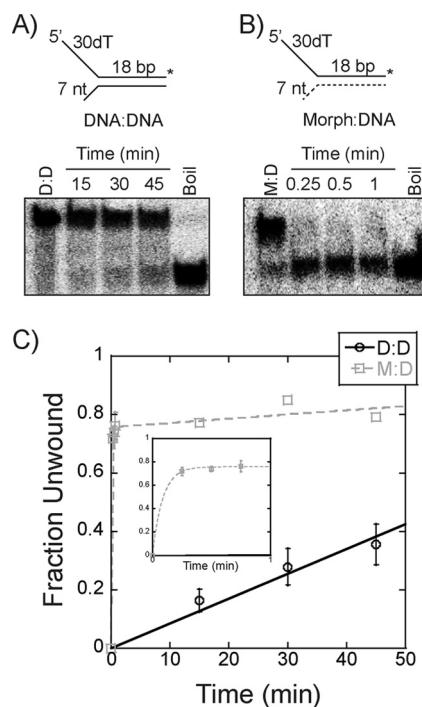 A)
5' 30dT
18 bp *
7 nt
DNA:DNA
Time (min)
D:D 15 30 45 Boil
B)
5' 30dT
18 bp *
7 nt
Morph:DNA
Time (min)
M:D 0.25 0.5 1 Boil
C)
D:D
M:D
Fraction Unwound
1
0.8
0.6
0.4
0.2
0
1
0.8
0.6
0.4
0.2
0
0 1
Time (min)
0 10 20 30 40 50
Time (min)